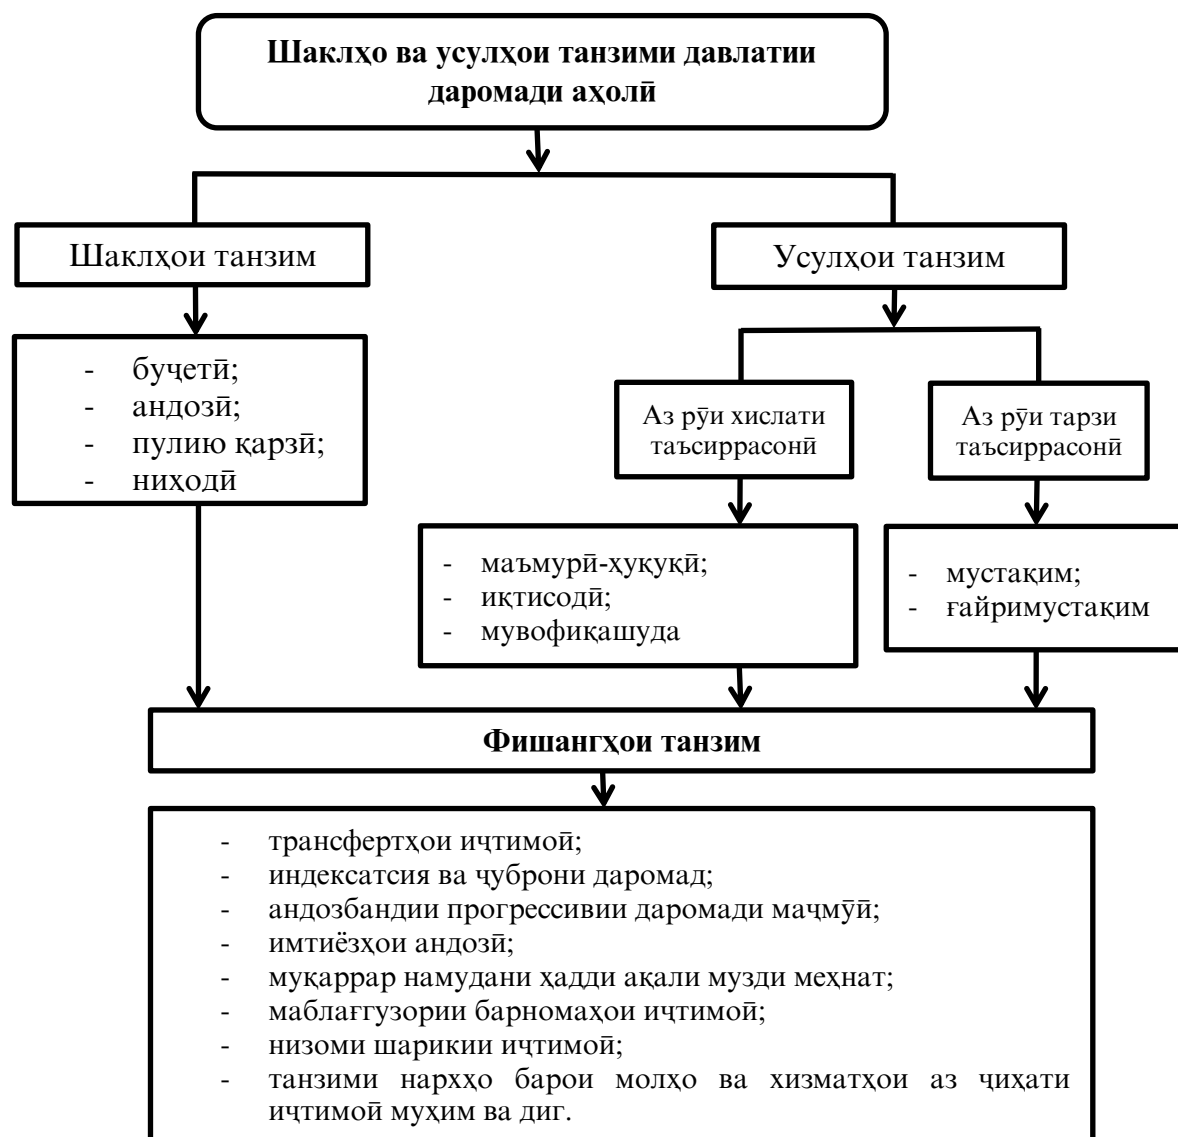 Шаклҳо ва усулҳои танзими давлатии
даромади аҳолӣ
Шаклҳои танзим
Усулҳои танзим
- буҷетӣ;
- андозӣ;
- пулию қарзӣ;
- ниҳодӣ
Аз рӯи хислати
таъсиррасонӣ
Аз рӯи тарзи
таъсиррасонӣ
- маъмурӣ-ҳуқуқӣ;
- иқтисодӣ;
- мувофиқашуда
- мустақим;
- ғайримустақим
Фишангҳои танзим
- трансфертҳои иҷтимоӣ;
- индексатсия ва ҷуброни даромад;
- андозбандии прогрессивии даромади маҷмӯӣ;
- имтиёзҳои андозӣ;
- муқаррар намудани ҳадди ақали музди меҳнат;
- маблағгузории барномаҳои иҷтимоӣ;
- низоми шарикии иҷтимоӣ;
- танзими нархҳо барои молҳо ва хизматҳои аз ҷиҳати
иҷтимоӣ муҳим ва диг.